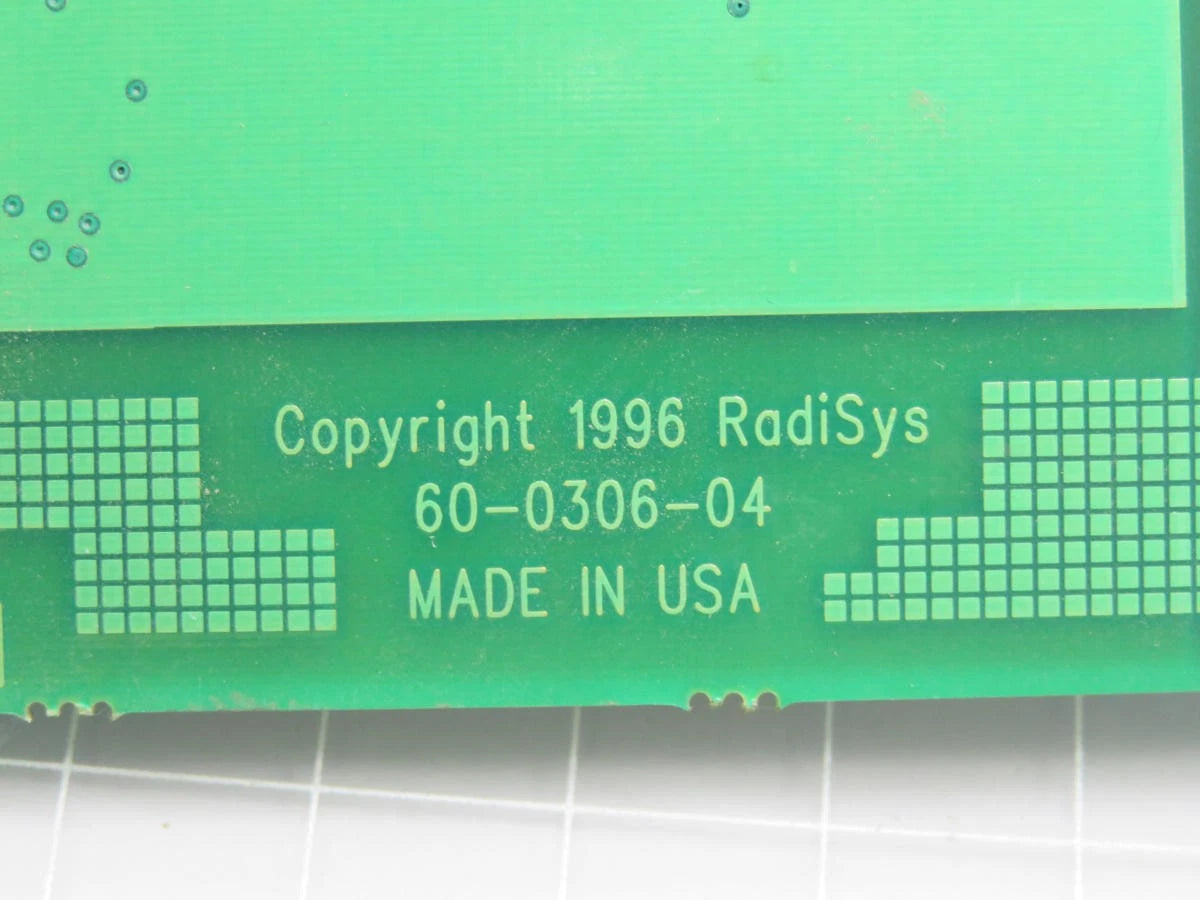 Copyright 1996 RadiSys
60-0306-04
MADE IN USA